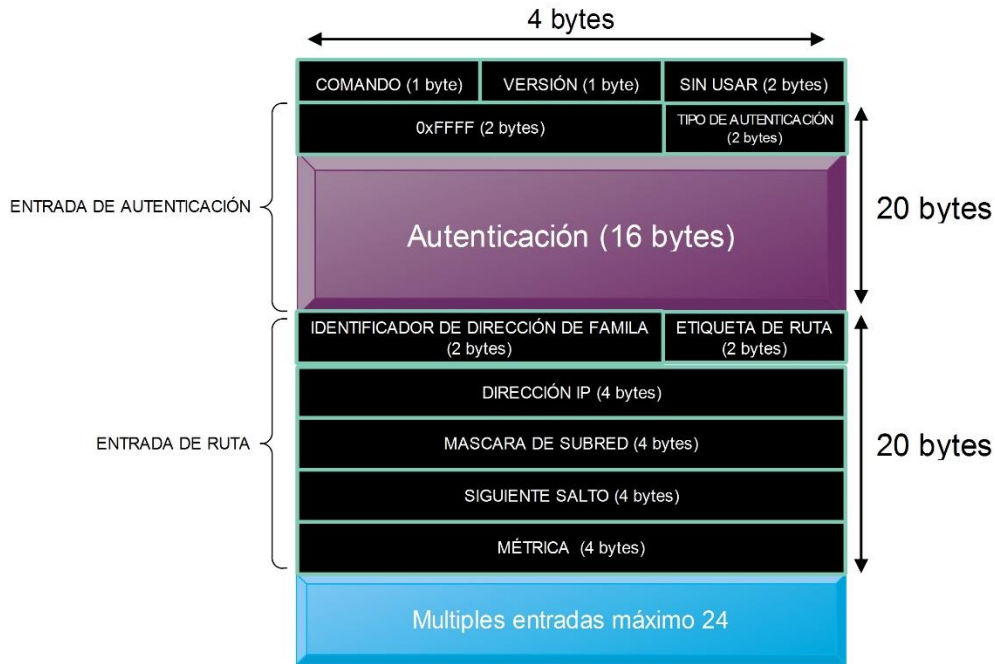 4 bytes
COMANDO (1 byte) VERSIÓN (1 byte) SIN USAR (2 bytes)
0xFFFF (2 bytes) TIPO DE AUTENTICACIÓN
(2 bytes)
ENTRADA DE AUTENTICACIÓN
Autenticación (16 bytes)
20 bytes
IDENTIFICADOR DE DIRECCIÓN DE FAMILA
(2 bytes)
ETIQUETA DE RUTA
(2 bytes)
DIRECCIÓN IP (4 bytes)
ENTRADA DE RUTA
MASCARA DE SUBRED (4 bytes)
20 bytes
SIGUIENTE SALTO (4 bytes)
MÉTRICA (4 bytes)
Multiples entradas máximo 24